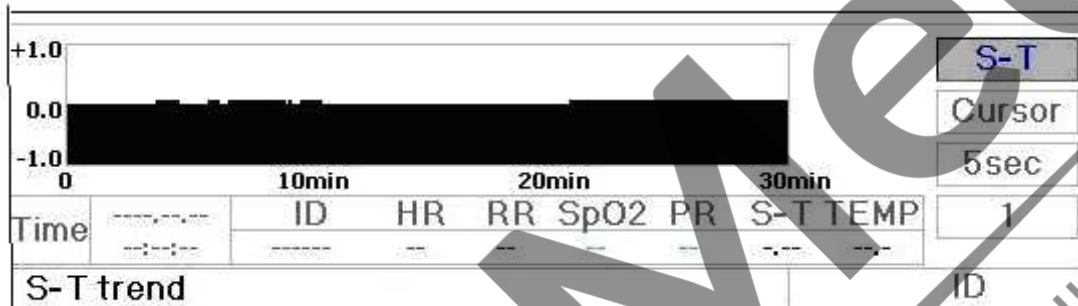 +1.0
S-T
0.0
Cursor
-1.0
5sec
0 10min 20min 30min
Time ----.--.-- ID HR RR SpO2 PR S-T TEMP 1
--:--:-- ------ -- -- -- -- -.-- --.-
S-T trend ID